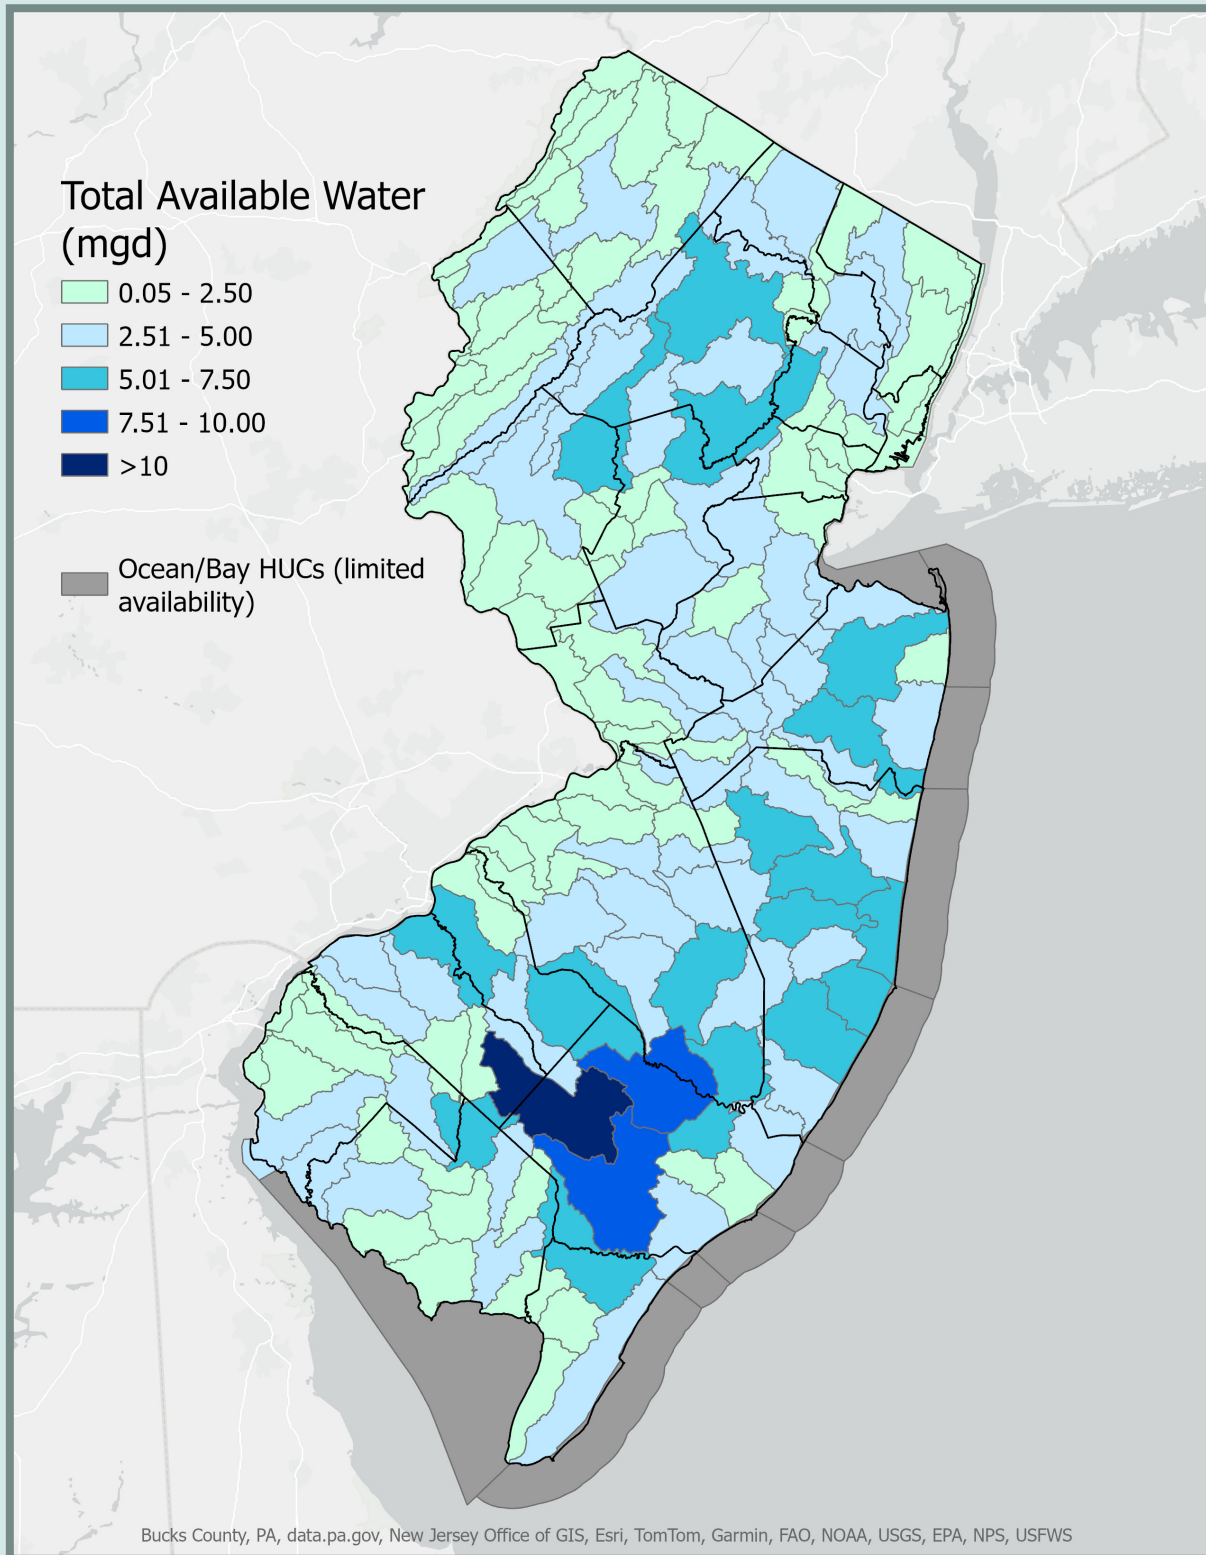 Total Available Water
(mgd)
0.05 - 2.50
2.51 - 5.00
5.01 - 7.50
7.51 - 10.00
>10
Ocean/Bay HUCs (limited
availability)
Bucks County, PA, data.pa.gov, New Jersey Office of GIS, Esri, TomTom, Garmin, FAO, NOAA, USGS, EPA, NPS, USFWS